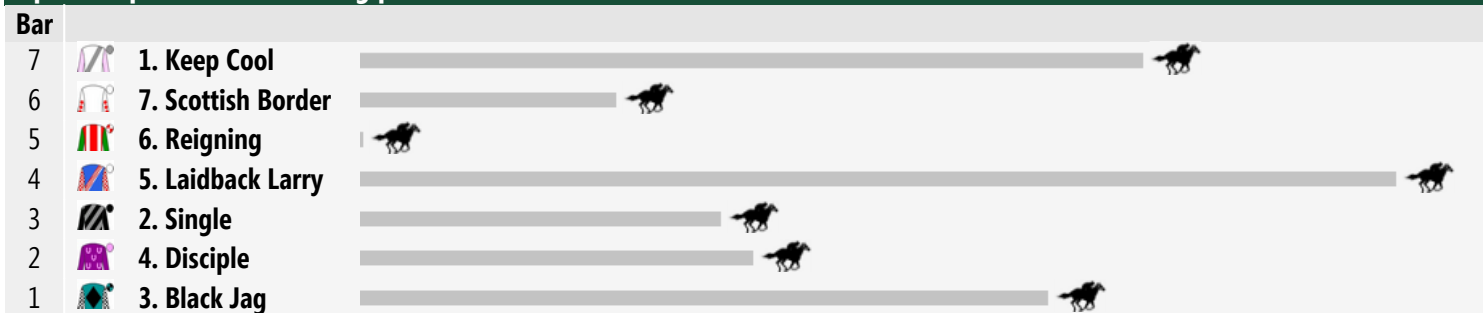 Bar
7 1. Keep Cool
6 7. Scottish Border
5 6. Reigning
4 5. Laidback Larry
3 2. Single
2 4. Disciple
1 3. Black Jag